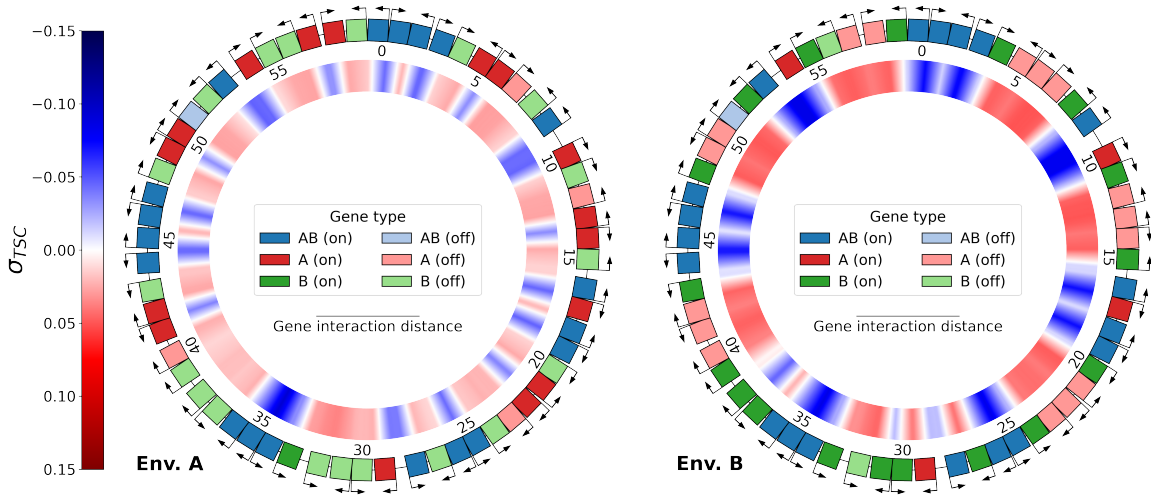 −0.15
−0.10
−0.05
0.00
0.05
0.10
0.15
σTSC
0
5
10
15
20
25
30
35
40
45
50
55
Gene type
AB (on)
AB (off)
A (on)
A (off)
B (on)
B (off)
Gene interaction distance
Env. A
0
5
10
15
20
25
30
35
40
45
50
55
Gene type
AB (on)
AB (off)
A (on)
A (off)
B (on)
B (off)
Gene interaction distance
Env. B